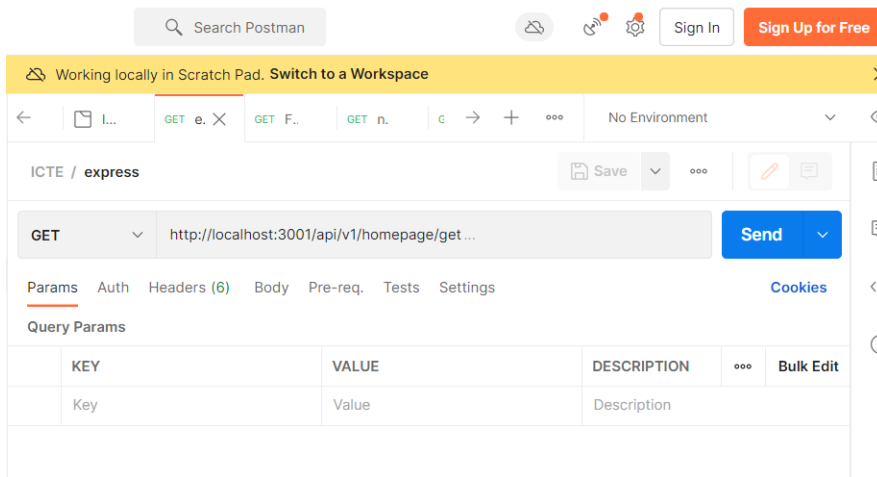 Search Postman
Sign In
Sign Up for Free
Working locally in Scratch Pad. Switch to a Workspace
I... GET e. GET F.. GET n. G No Environment
ICTE / express
Save
GET http://localhost:3001/api/v1/homepage/get ... Send
Params Auth Headers (6) Body Pre-req. Tests Settings Cookies
Query Params
KEY VALUE DESCRIPTION Bulk Edit
Key Value Description